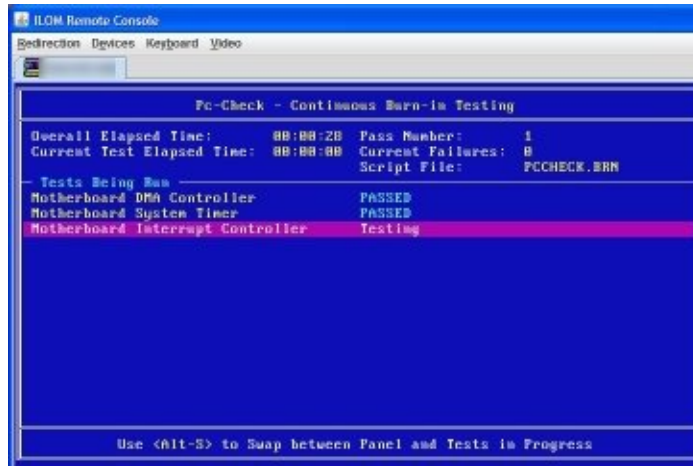 ILOM Remote Console
Redirection Devices Keyboard Video
Pc-Check - Continuous Burn-in Testing
Overall Elapsed Time: 00:00:28 Pass Number: 1
Current Test Elapsed Time: 00:00:00 Current Failures: 0
Script File: PCCHECK.BRN
Tests Being Run
Motherboard DMA Controller PASSED
Motherboard System Timer PASSED
Motherboard Interrupt Controller Testing
Use <Alt-S> to Swap between Panel and Tests in Progress